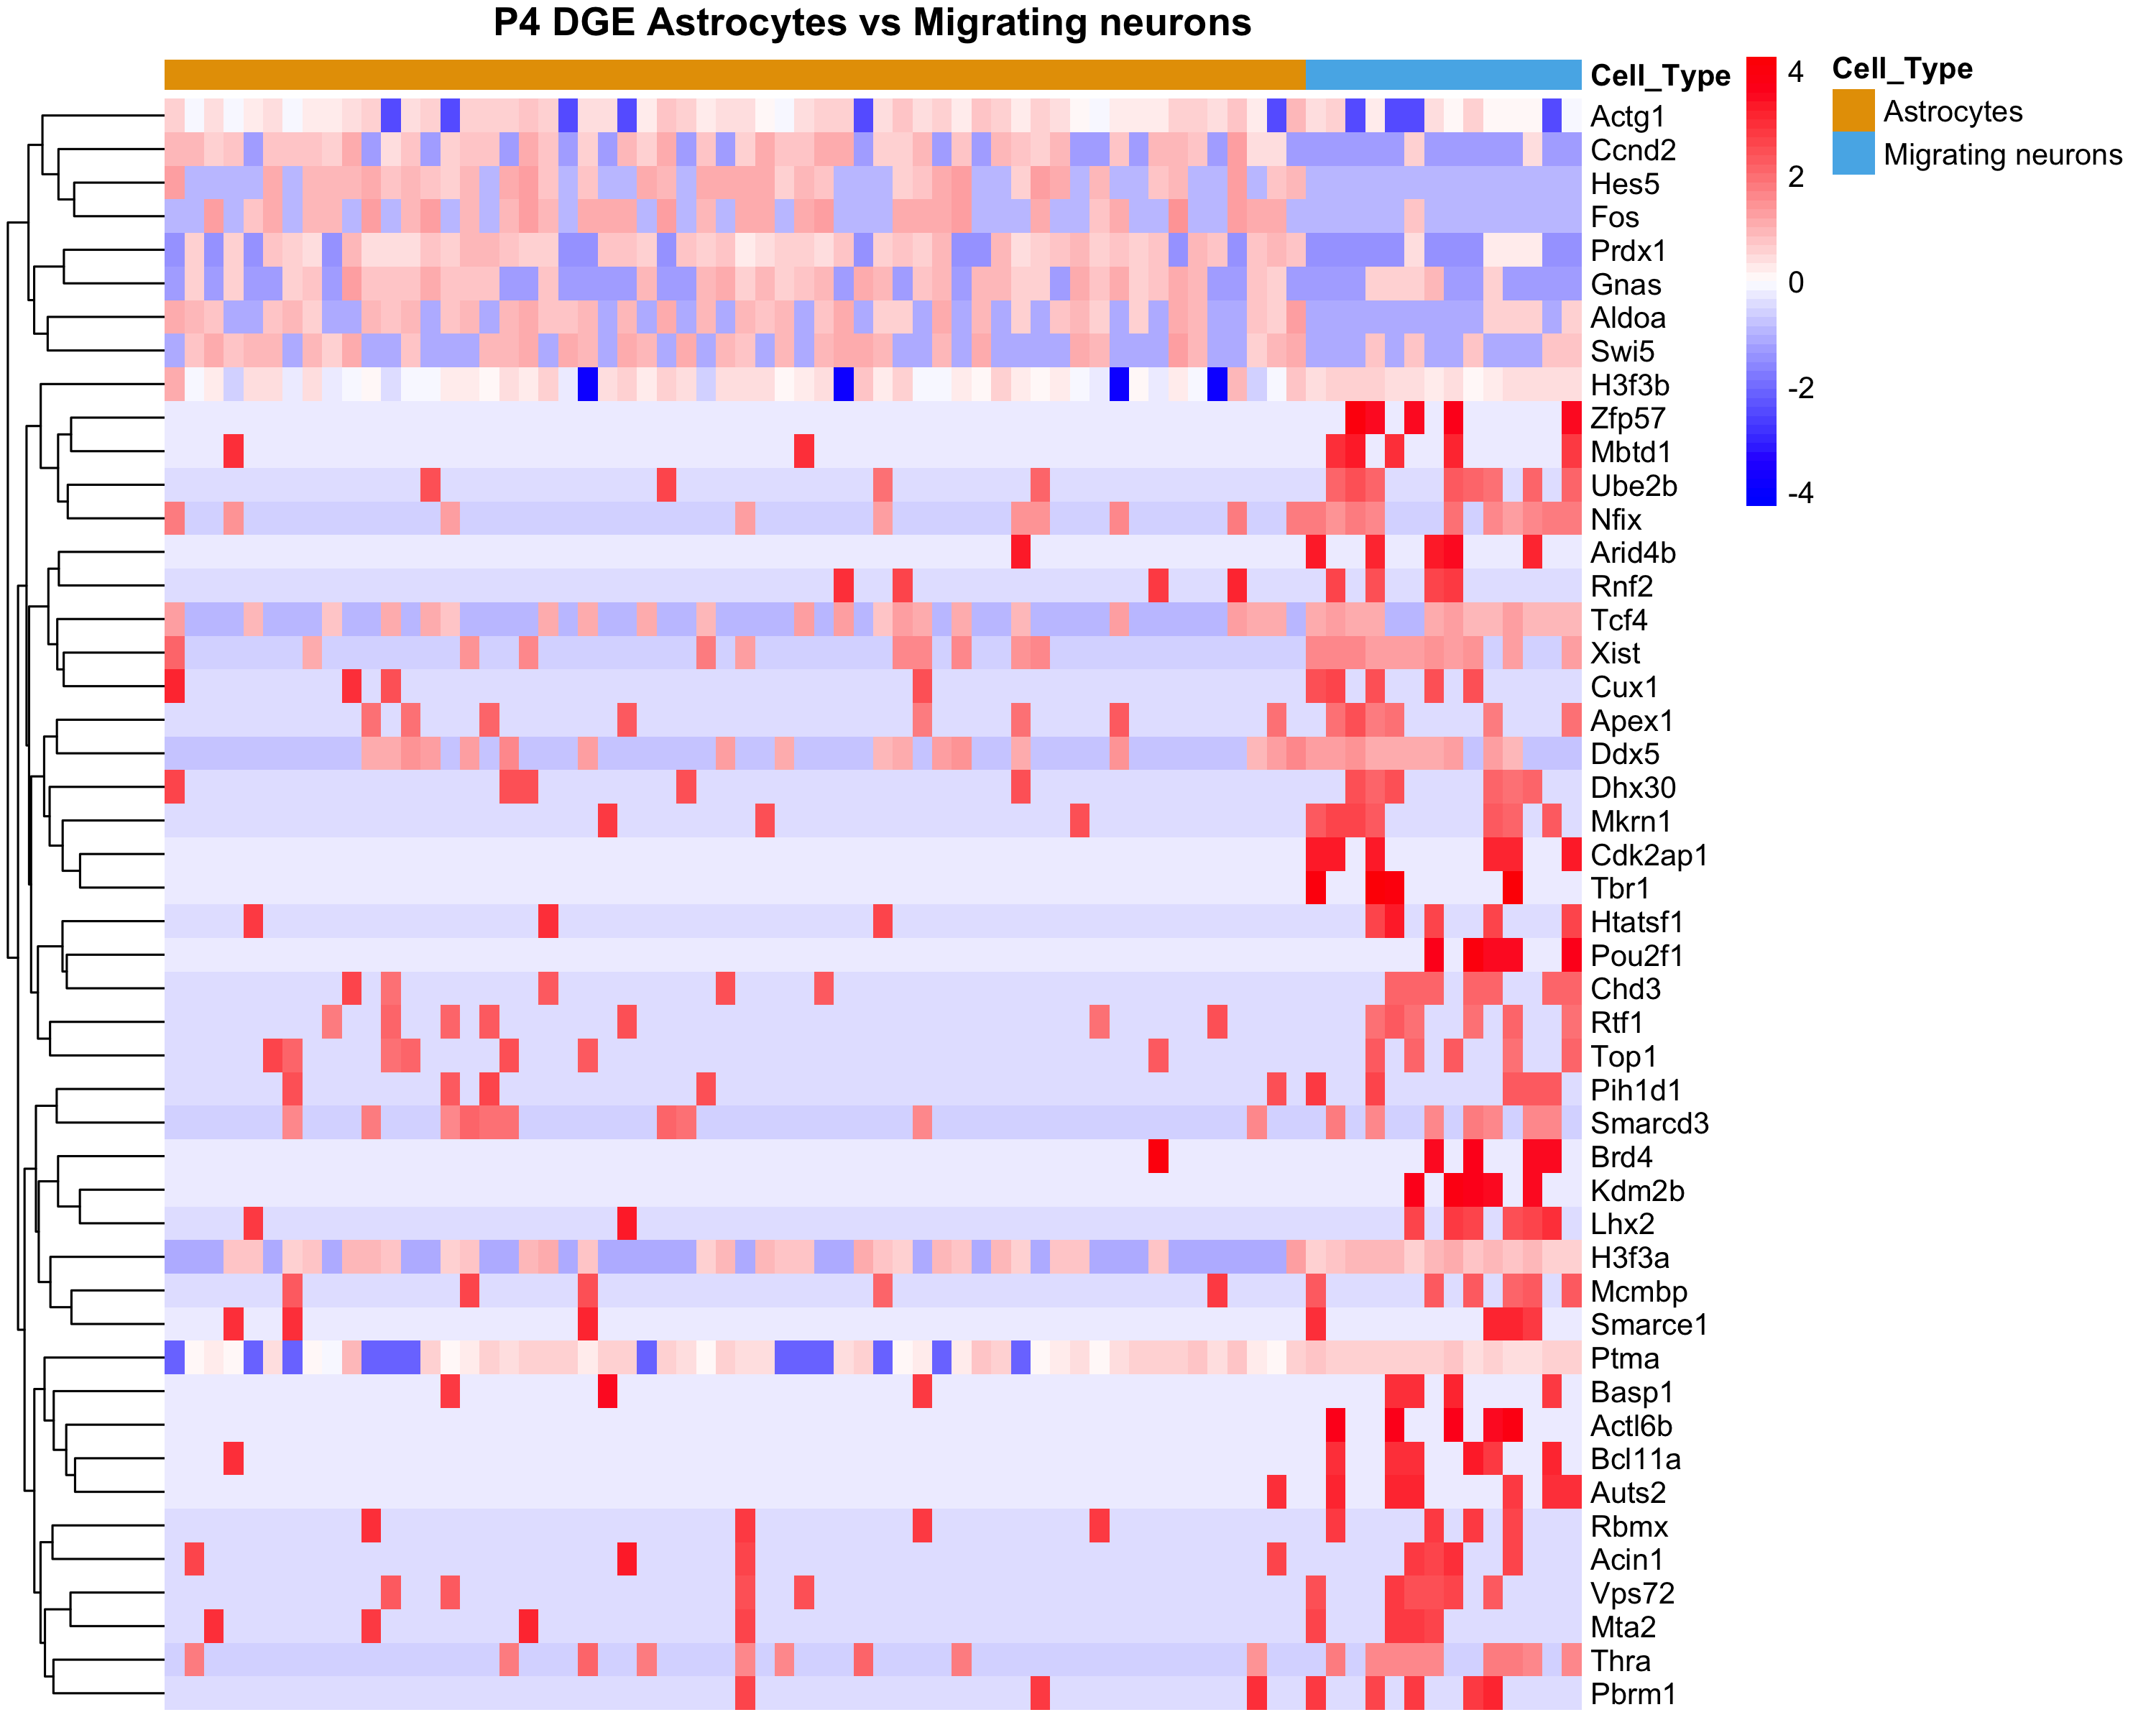 P4 DGE Astrocytes vs Migrating neurons
Cell_Type
Actg1
Ccnd2
Hes5
Fos
Prdx1
Gnas
Aldoa
Swi5
H3f3b
Zfp57
Mbtd1
Ube2b
Nfix
Arid4b
Rnf2
Tcf4
Xist
Cux1
Apex1
Ddx5
Dhx30
Mkrn1
Cdk2ap1
Tbr1
Htatsf1
Pou2f1
Chd3
Rtf1
Top1
Pih1d1
Smarcd3
Brd4
Kdm2b
Lhx2
H3f3a
Mcmbp
Smarce1
Ptma
Basp1
Actl6b
Bcl11a
Auts2
Rbmx
Acin1
Vps72
Mta2
Thra
Pbrm1
4
2
0
-2
-4
Cell_Type
Astrocytes
Migrating neurons